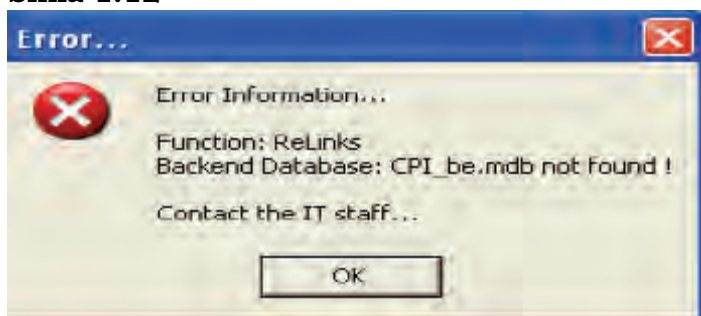 Error...
Error Information...
Function: ReLinks
Backend Database: CPI_be.mdb not found !
Contact the IT staff...
OK